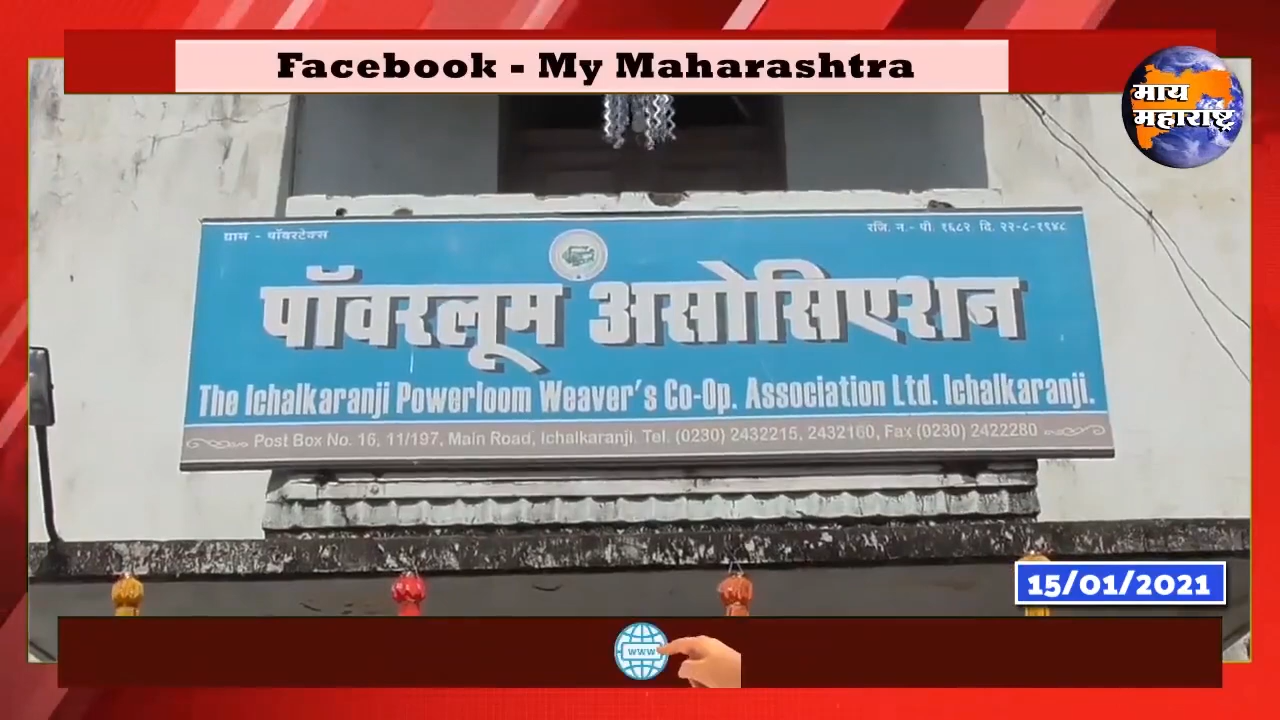 Facebook - My Maharashtra
माय
महाराष्ट्र
ग्राम - पॉवरटेक्स
रजि. न.- पी. १६८२ दि. २२-८-१९४८
पॉवरलूम असोसिएशन
The Ichalkaranji Powerloom Weaver's Co-Op. Association Ltd. Ichalkaranji.
Post Box No. 16, 11/197, Main Road, Ichalkaranji. Tel. (0230) 2432215, 2432160, Fax (0230) 2422280
15/01/2021
www